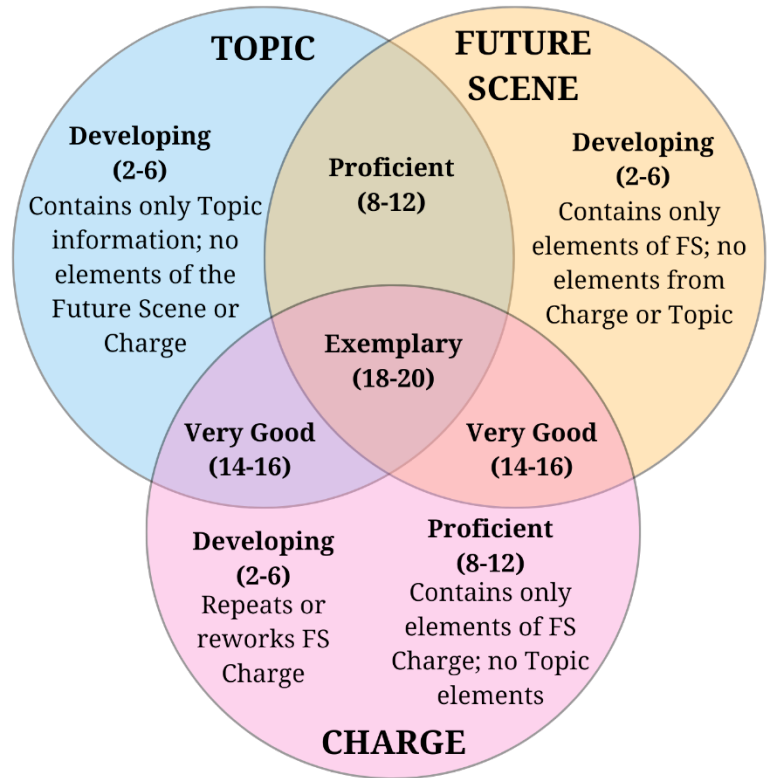 TOPIC
FUTURE
SCENE
Developing
(2-6)
Contains only Topic
information; no
elements of the
Future Scene or
Charge
Proficient
(8-12)
Developing
(2-6)
Contains only
elements of FS; no
elements from
Charge or Topic
Exemplary
(18-20)
Very Good
(14-16)
Very Good
(14-16)
Developing
(2-6)
Repeats or
reworks FS
Charge
Proficient
(8-12)
Contains only
elements of FS
Charge; no Topic
elements
CHARGE